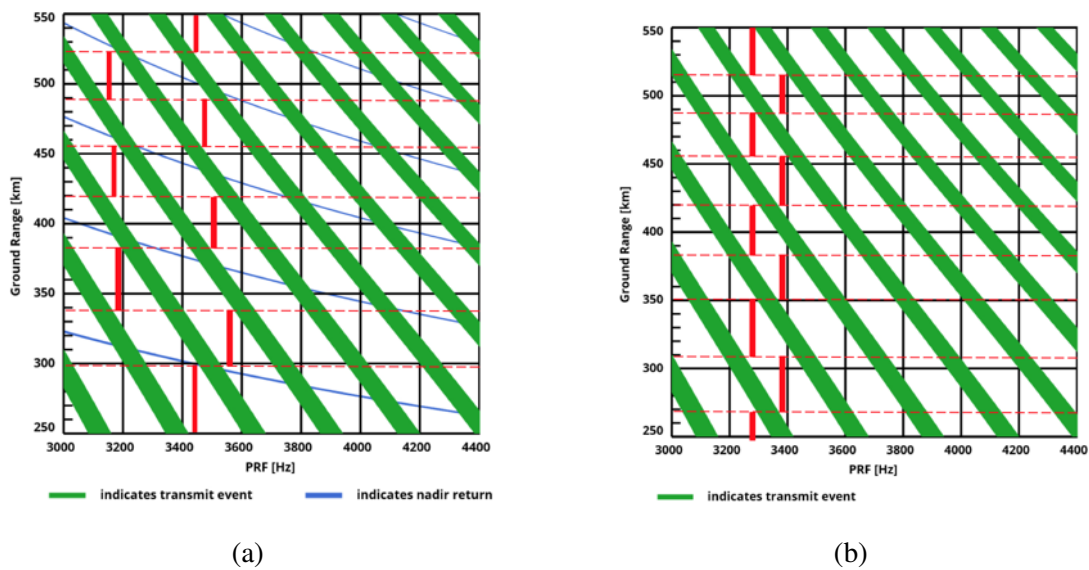 550
500
450
400
350
300
250
Ground Range [km]
3000 3200 3400 3600 3800 4000 4200 4400
PRF [Hz]
indicates transmit event indicates nadir return
(a)
550
500
450
400
350
300
250
Ground Range [km]
3000 3200 3400 3600 3800 4000 4200 4400
PRF [Hz]
indicates transmit event
(b)